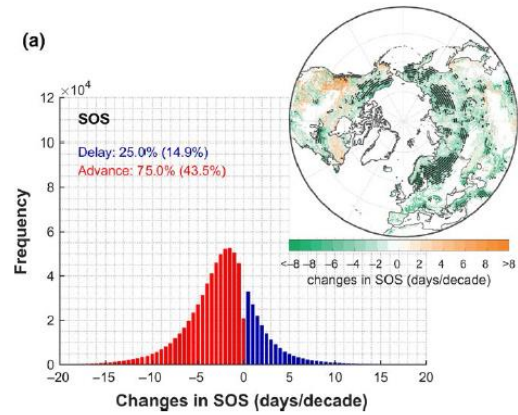 (a)
×10⁴
12
10
8
6
4
2
0
Frequency
SOS
Delay: 25.0% (14.9%)
Advance: 75.0% (43.5%)
−20 −15 −10 −5 0 5 10 15 20
Changes in SOS (days/decade)
<−8 −6 −4 −2 0 2 4 6 >8
changes in SOS (days/decade)